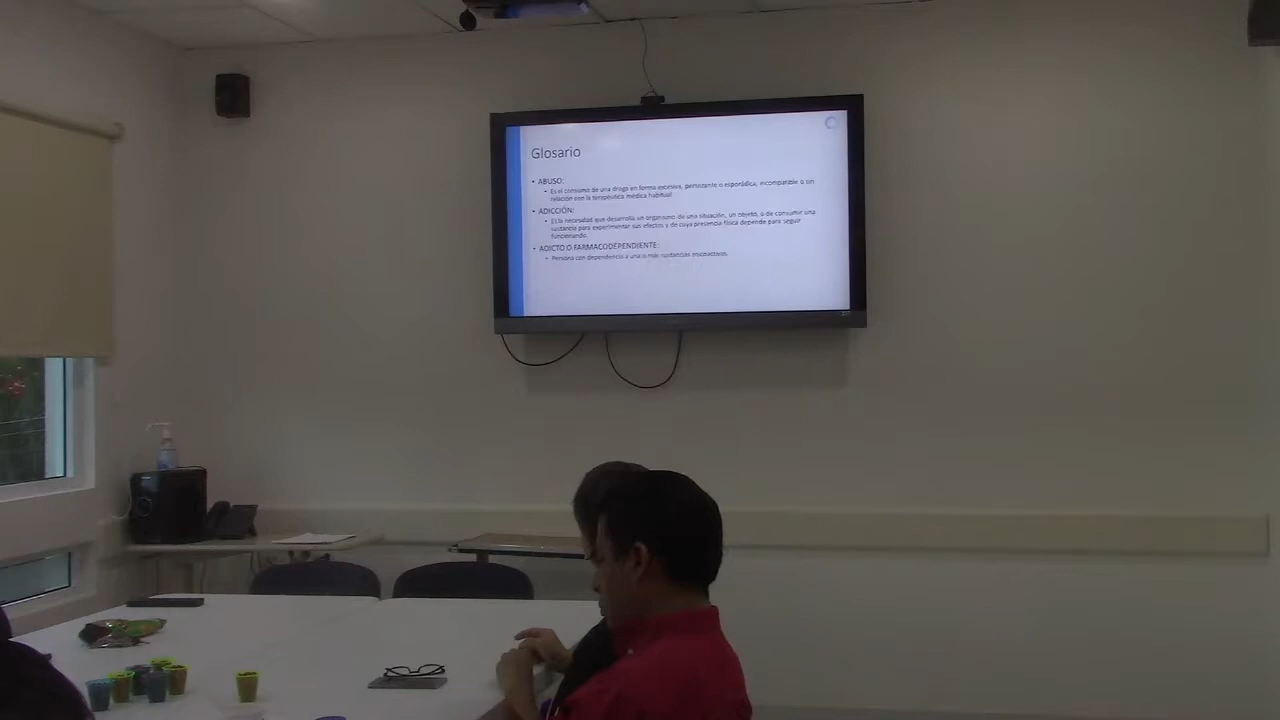 Glosario
• ABUSO:
• Es el consumo de una droga en forma excesiva, persistente o esporádica, incompatible o sin
relación con la terapéutica médica habitual.
• ADICCIÓN:
• Es la necesidad que desarrolla un organismo de una situación, un objeto, o de consumir una
sustancia para experimentar sus efectos y de cuya presencia física depende para seguir
funcionando.
• ADICTO O FARMACODEPENDIENTE:
• Persona con dependencia a una o más sustancias psicoactivas.